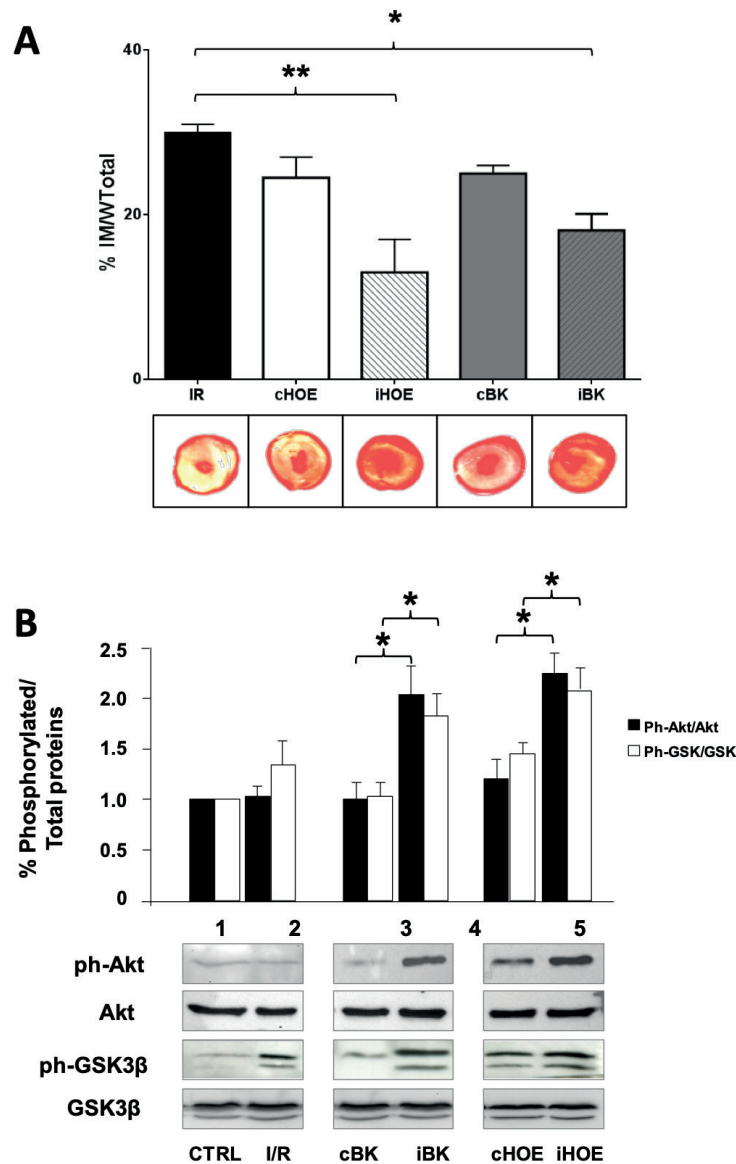 A
*
**
40
20
0
% IM/WTotal
IR cHOE iHOE cBK iBK
B
*
*
*
*
2.5
2.0
1.5
1.0
0.5
0
% Phosphorylated/
Total proteins
Ph-Akt/Akt
Ph-GSK/GSK
1 2 3 4 5
ph-Akt
Akt
ph-GSK3β
GSK3β
CTRL I/R cBK iBK cHOE iHOE